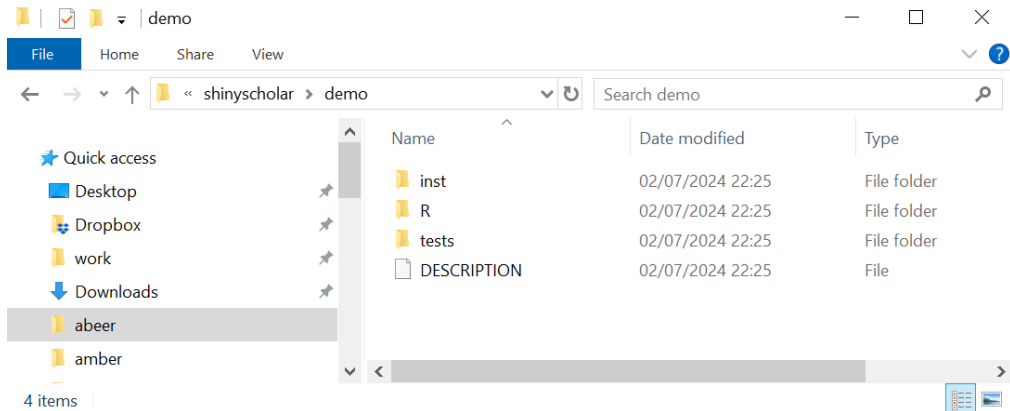 demo
File Home Share View
« shinyscholar > demo
Search demo
Name Date modified Type
Quick access
Desktop
Dropbox
work
Downloads
abeer
amber
inst 02/07/2024 22:25 File folder
R 02/07/2024 22:25 File folder
tests 02/07/2024 22:25 File folder
DESCRIPTION 02/07/2024 22:25 File
4 items